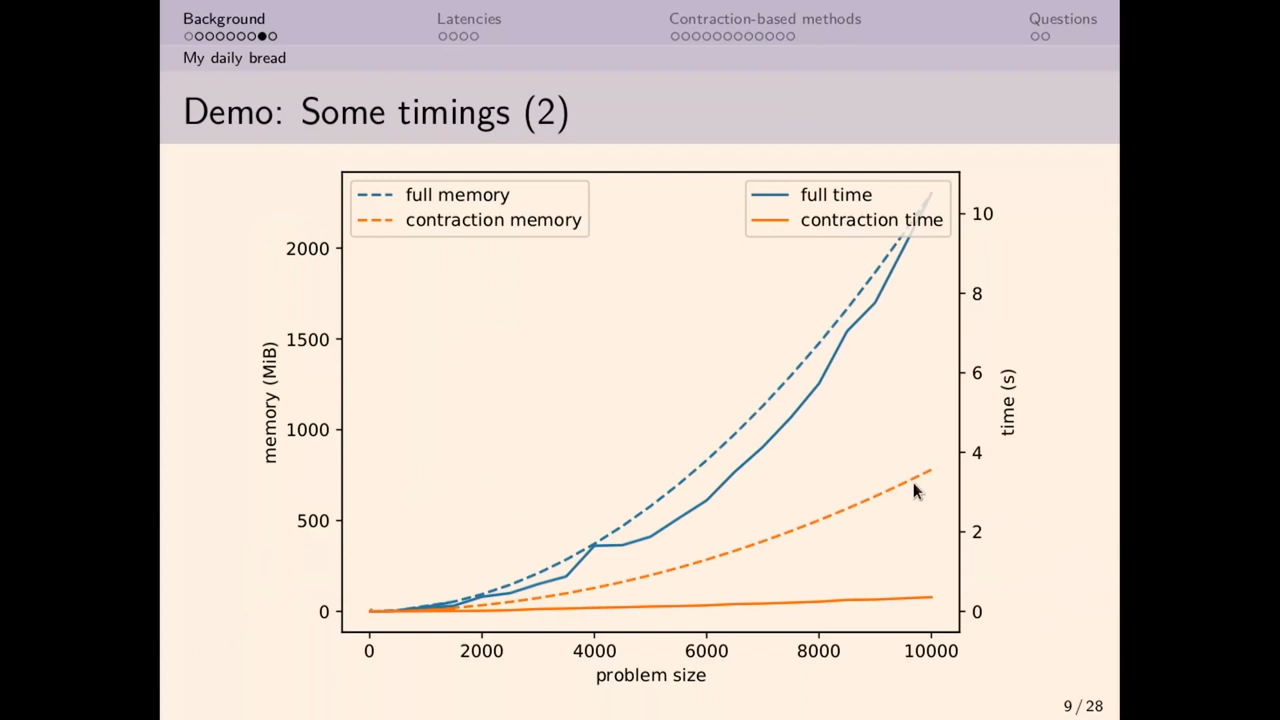 Background Latencies Contraction-based methods Questions
My daily bread
Demo: Some timings (2)
full memory
contraction memory
full time
contraction time
2000
1500
1000
500
0
memory (MiB)
10
8
6
4
2
0
time (s)
0 2000 4000 6000 8000 10000
problem size
9 / 28